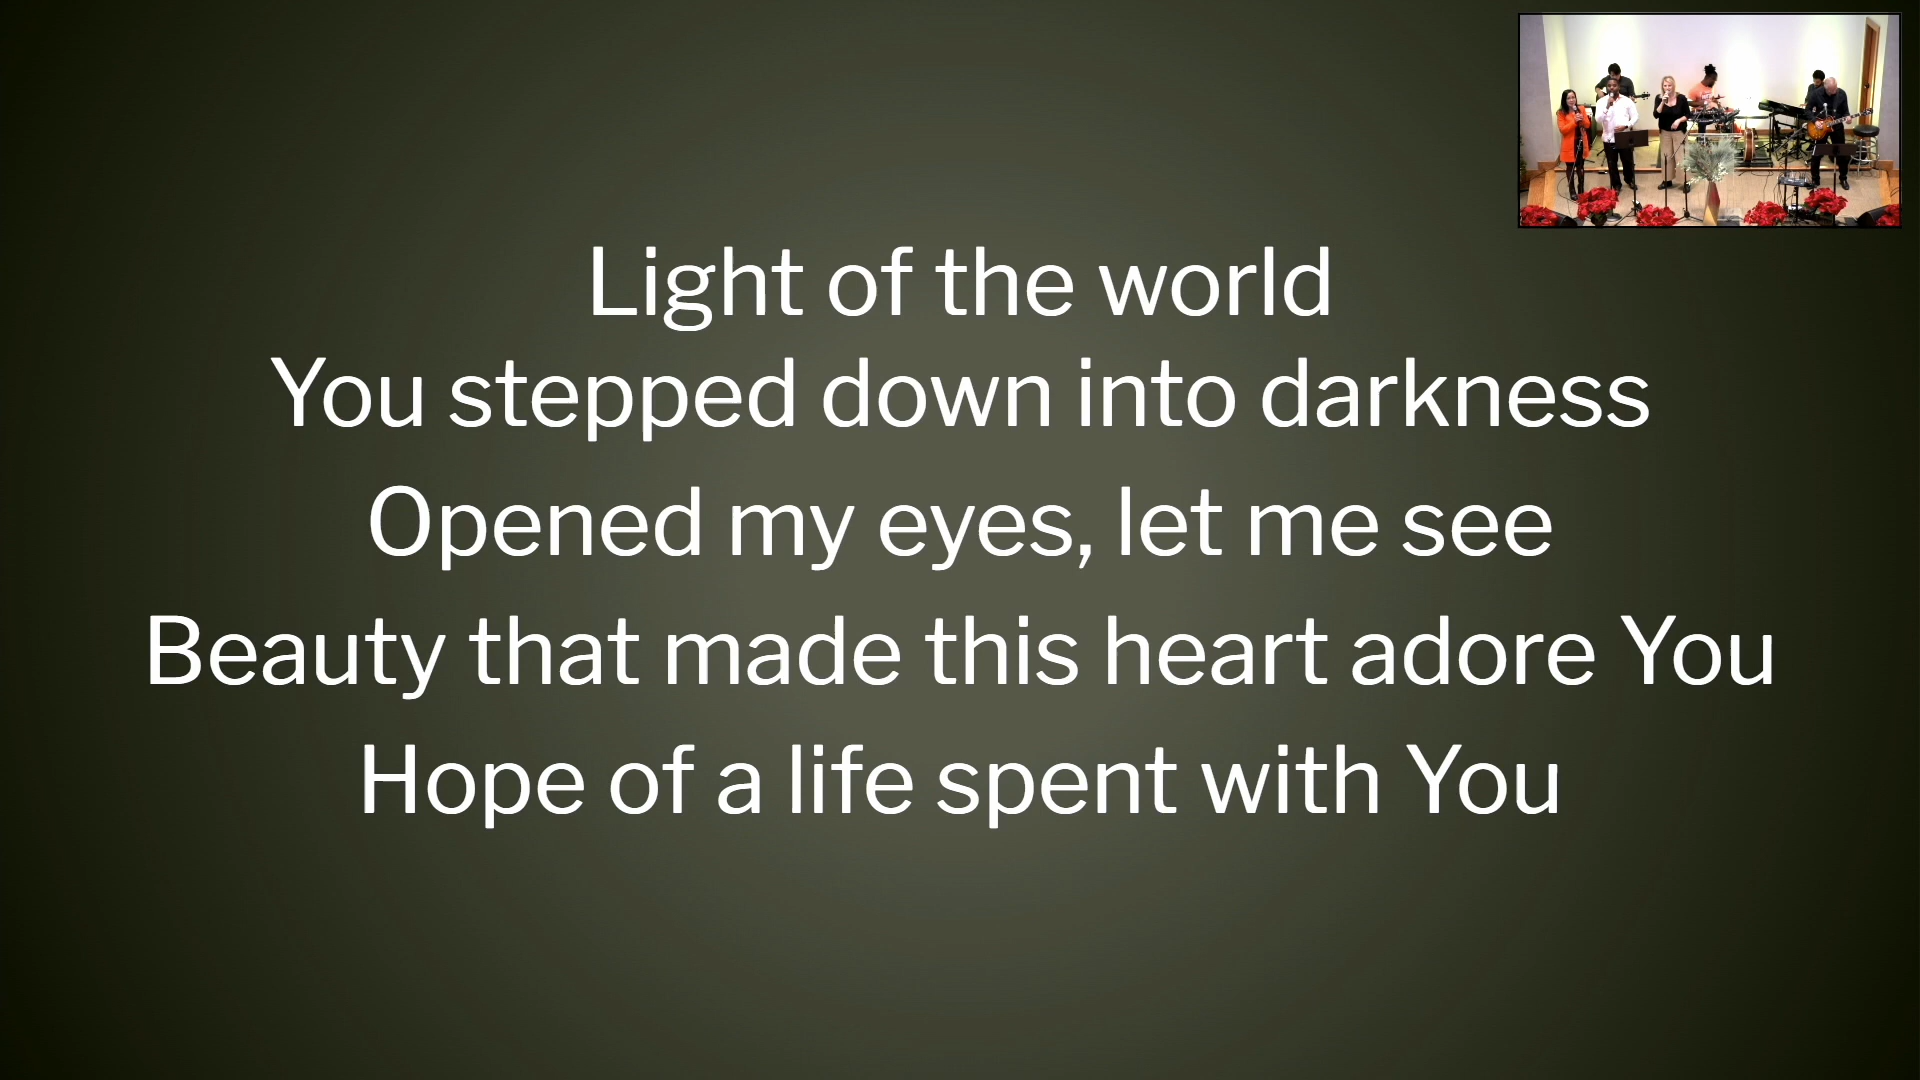 Light of the world
You stepped down into darkness
Opened my eyes, let me see
Beauty that made this heart adore You
Hope of a life spent with You